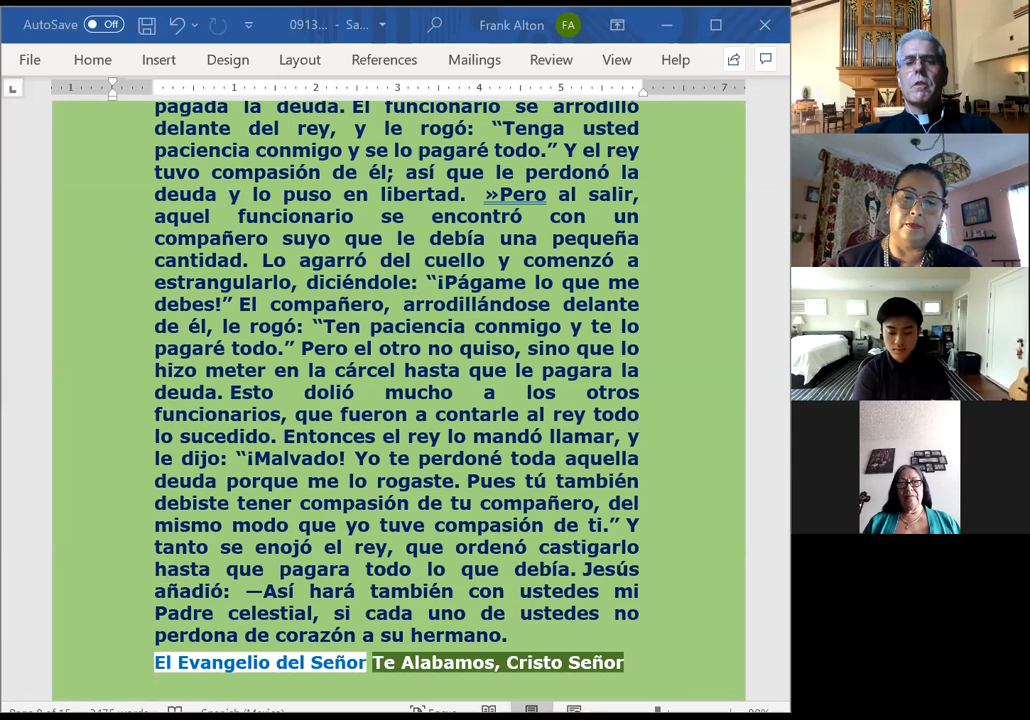 AutoSave Off 0913... - Sa... Frank Alton FA
File Home Insert Design Layout References Mailings Review View Help
1 1 2 3 4 5 7
pagada la deuda. El funcionario se arrodilló
delante del rey, y le rogó: “Tenga usted
paciencia conmigo y se lo pagaré todo.” Y el rey
tuvo compasión de él; así que le perdonó la
deuda y lo puso en libertad. »Pero al salir,
aquel funcionario se encontró con un
compañero suyo que le debía una pequeña
cantidad. Lo agarró del cuello y comenzó a
estrangularlo, diciéndole: “¡Págame lo que me
debes!” El compañero, arrodillándose delante
de él, le rogó: “Ten paciencia conmigo y te lo
pagaré todo.” Pero el otro no quiso, sino que lo
hizo meter en la cárcel hasta que le pagara la
deuda. Esto dolió mucho a los otros
funcionarios, que fueron a contarle al rey todo
lo sucedido. Entonces el rey lo mandó llamar, y
le dijo: “¡Malvado! Yo te perdoné toda aquella
deuda porque me lo rogaste. Pues tú también
debiste tener compasión de tu compañero, del
mismo modo que yo tuve compasión de ti.” Y
tanto se enojó el rey, que ordenó castigarlo
hasta que pagara todo lo que debía. Jesús
añadió: —Así hará también con ustedes mi
Padre celestial, si cada uno de ustedes no
perdona de corazón a su hermano.
El Evangelio del Señor Te Alabamos, Cristo Señor